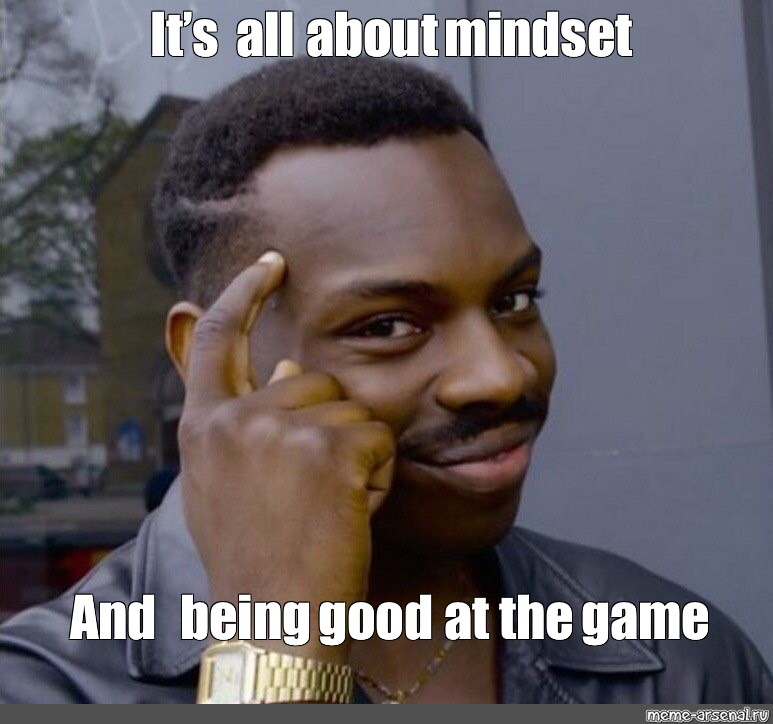 It’s all about mindset
And being good at the game
meme-arsenal.ru